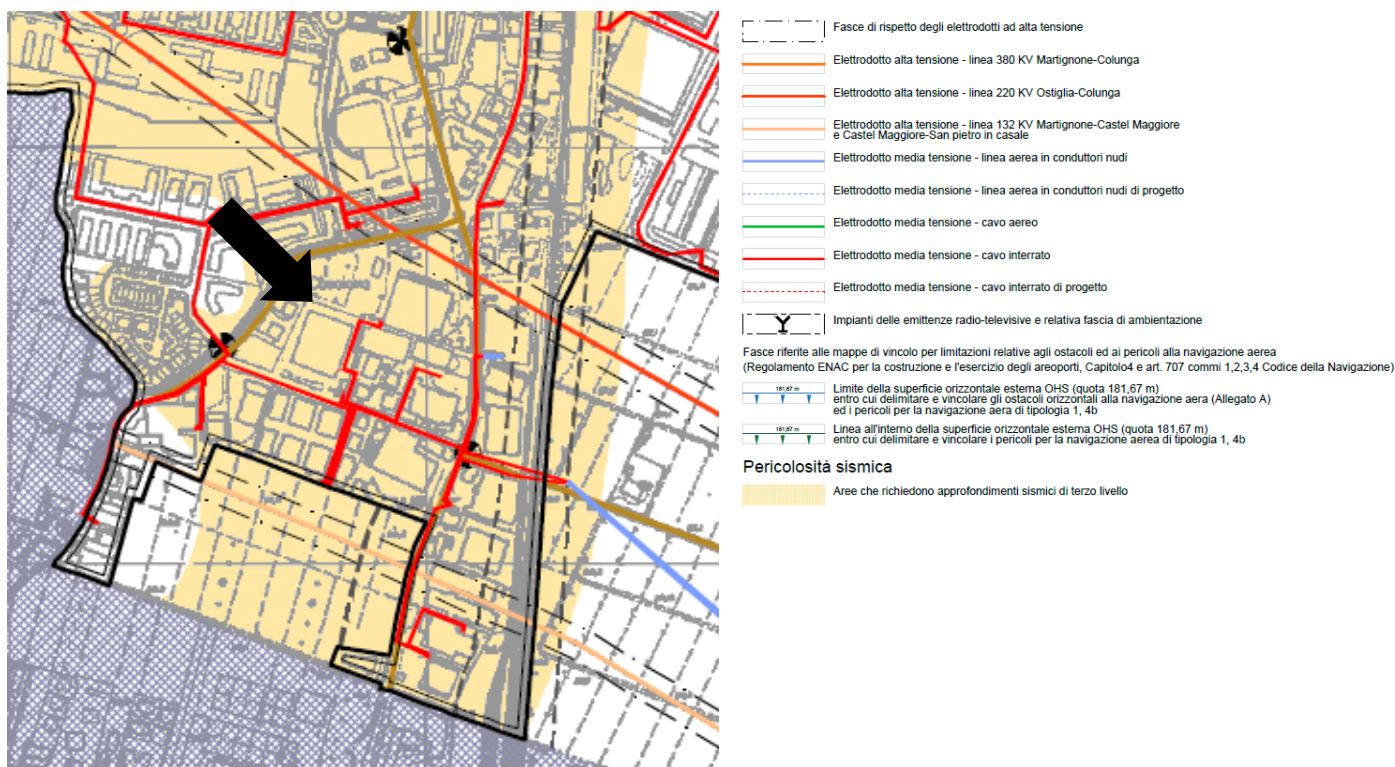 Fasce di rispetto degli elettrodotti ad alta tensione
Elettrodotto alta tensione - linea 380 KV Martignone-Colunga
Elettrodotto alta tensione - linea 220 KV Ostiglia-Colunga
Elettrodotto alta tensione - linea 132 KV Martignone-Castel Maggiore
e Castel Maggiore-San pietro in casale
Elettrodotto media tensione - linea aerea in conduttori nudi
Elettrodotto media tensione - linea aerea in conduttori nudi di progetto
Elettrodotto media tensione - cavo aereo
Elettrodotto media tensione - cavo interrato
Elettrodotto media tensione - cavo interrato di progetto
Impianti delle emittenze radio-televisive e relativa fascia di ambientazione
Fasce riferite alle mappe di vincolo per limitazioni relative agli ostacoli ed ai pericoli alla navigazione aerea
(Regolamento ENAC per la costruzione e l'esercizio degli areoporti, Capitolo4 e art. 707 commi 1,2,3,4 Codice della Navigazione)
181,67 m
Limite della superficie orizzontale esterna OHS (quota 181,67 m)
entro cui delimitare e vincolare gli ostacoli orizzontali alla navigazione aera (Allegato A)
ed i pericoli per la navigazione aera di tipologia 1, 4b
181,67 m
Linea all'interno della superficie orizzontale esterna OHS (quota 181,67 m)
entro cui delimitare e vincolare i pericoli per la navigazione aerea di tipologia 1, 4b
Pericolosità sismica
Aree che richiedono approfondimenti sismici di terzo livello